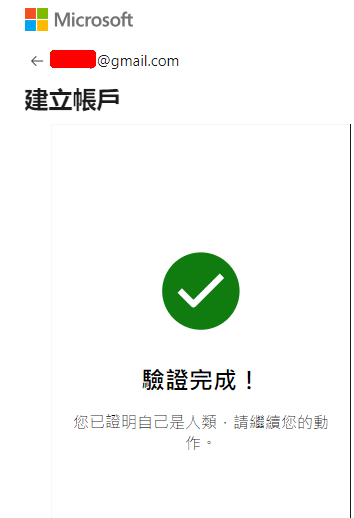 Microsoft
← @gmail.com
建立帳戶
驗證完成！
您已證明自己是人類，請繼續您的動
作。